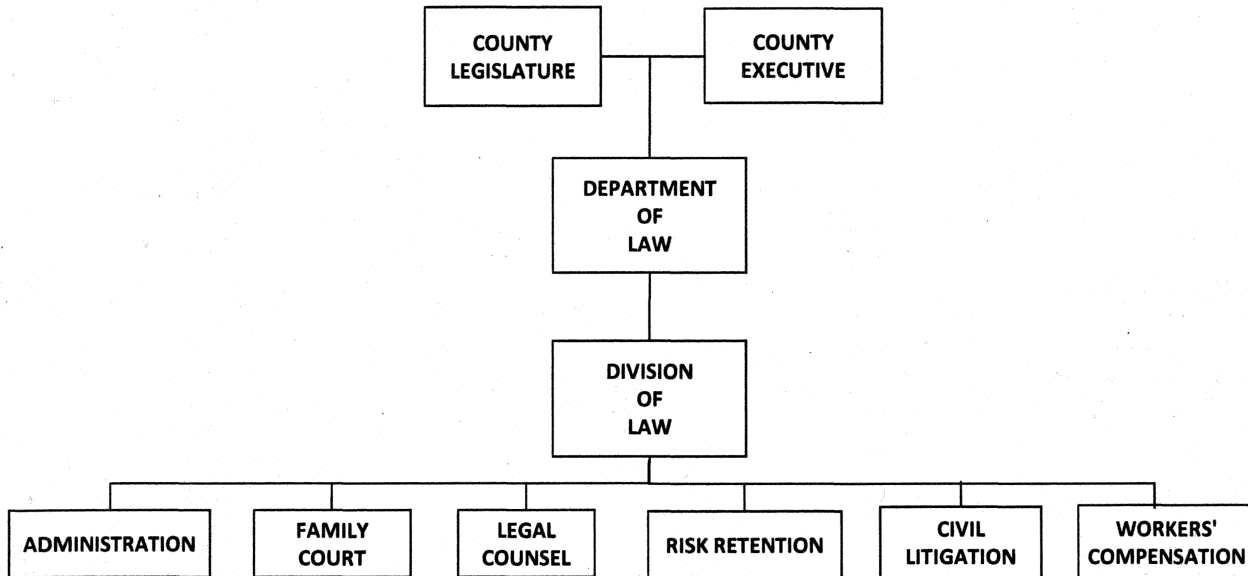 COUNTY
LEGISLATURE
COUNTY
EXECUTIVE
DEPARTMENT
OF
LAW
DIVISION
OF
LAW
ADMINISTRATION
FAMILY
COURT
LEGAL
COUNSEL
RISK RETENTION
CIVIL
LITIGATION
WORKERS'
COMPENSATION